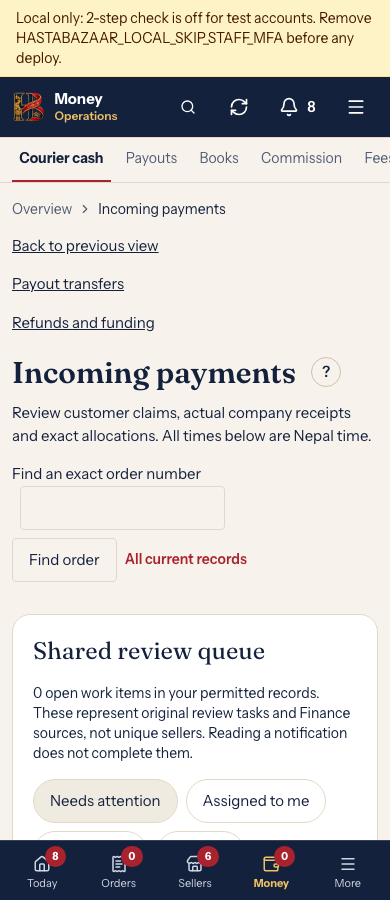 Local only: 2-step check is off for test accounts. Remove
HASTABAZAAR_LOCAL_SKIP_STAFF_MFA before any
deploy.
Money
Operations
8
Courier cash
Payouts
Books
Commission
Fees
Overview
Incoming payments
Back to previous view
Payout transfers
Refunds and funding
Incoming payments
?
Review customer claims, actual company receipts
and exact allocations. All times below are Nepal time.
Find an exact order number
Find order
All current records
Shared review queue
0 open work items in your permitted records.
These represent original review tasks and Finance
sources, not unique sellers. Reading a notification
does not complete them.
Needs attention
Assigned to me
8
Today
0
Orders
6
Sellers
0
Money
More